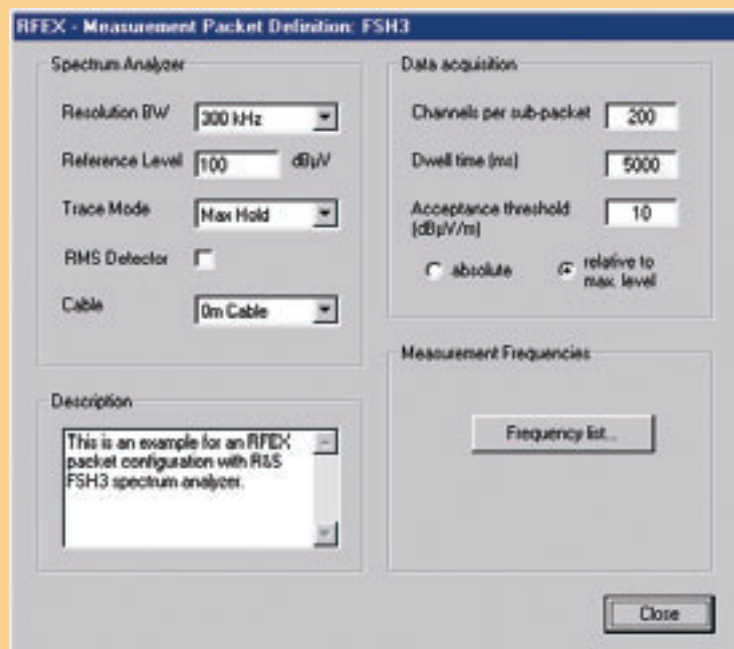 RFEX - Measurement Packet Definition: FSH3
Spectrum Analyzer
Resolution BW
300 kHz
Reference Level
100
dBµV
Trace Mode
Max Hold
RMS Detector
Cable
0m Cable
Description
This is an example for an RFEX
packet configuration with R&S
FSH3 spectrum analyzer.
Data acquisition
Channels per sub-packet
200
Dwell time (ms)
5000
Acceptance threshold
(dBµV/m)
10
absolute
relative to
max. level
Measurement Frequencies
Frequency list...
Close